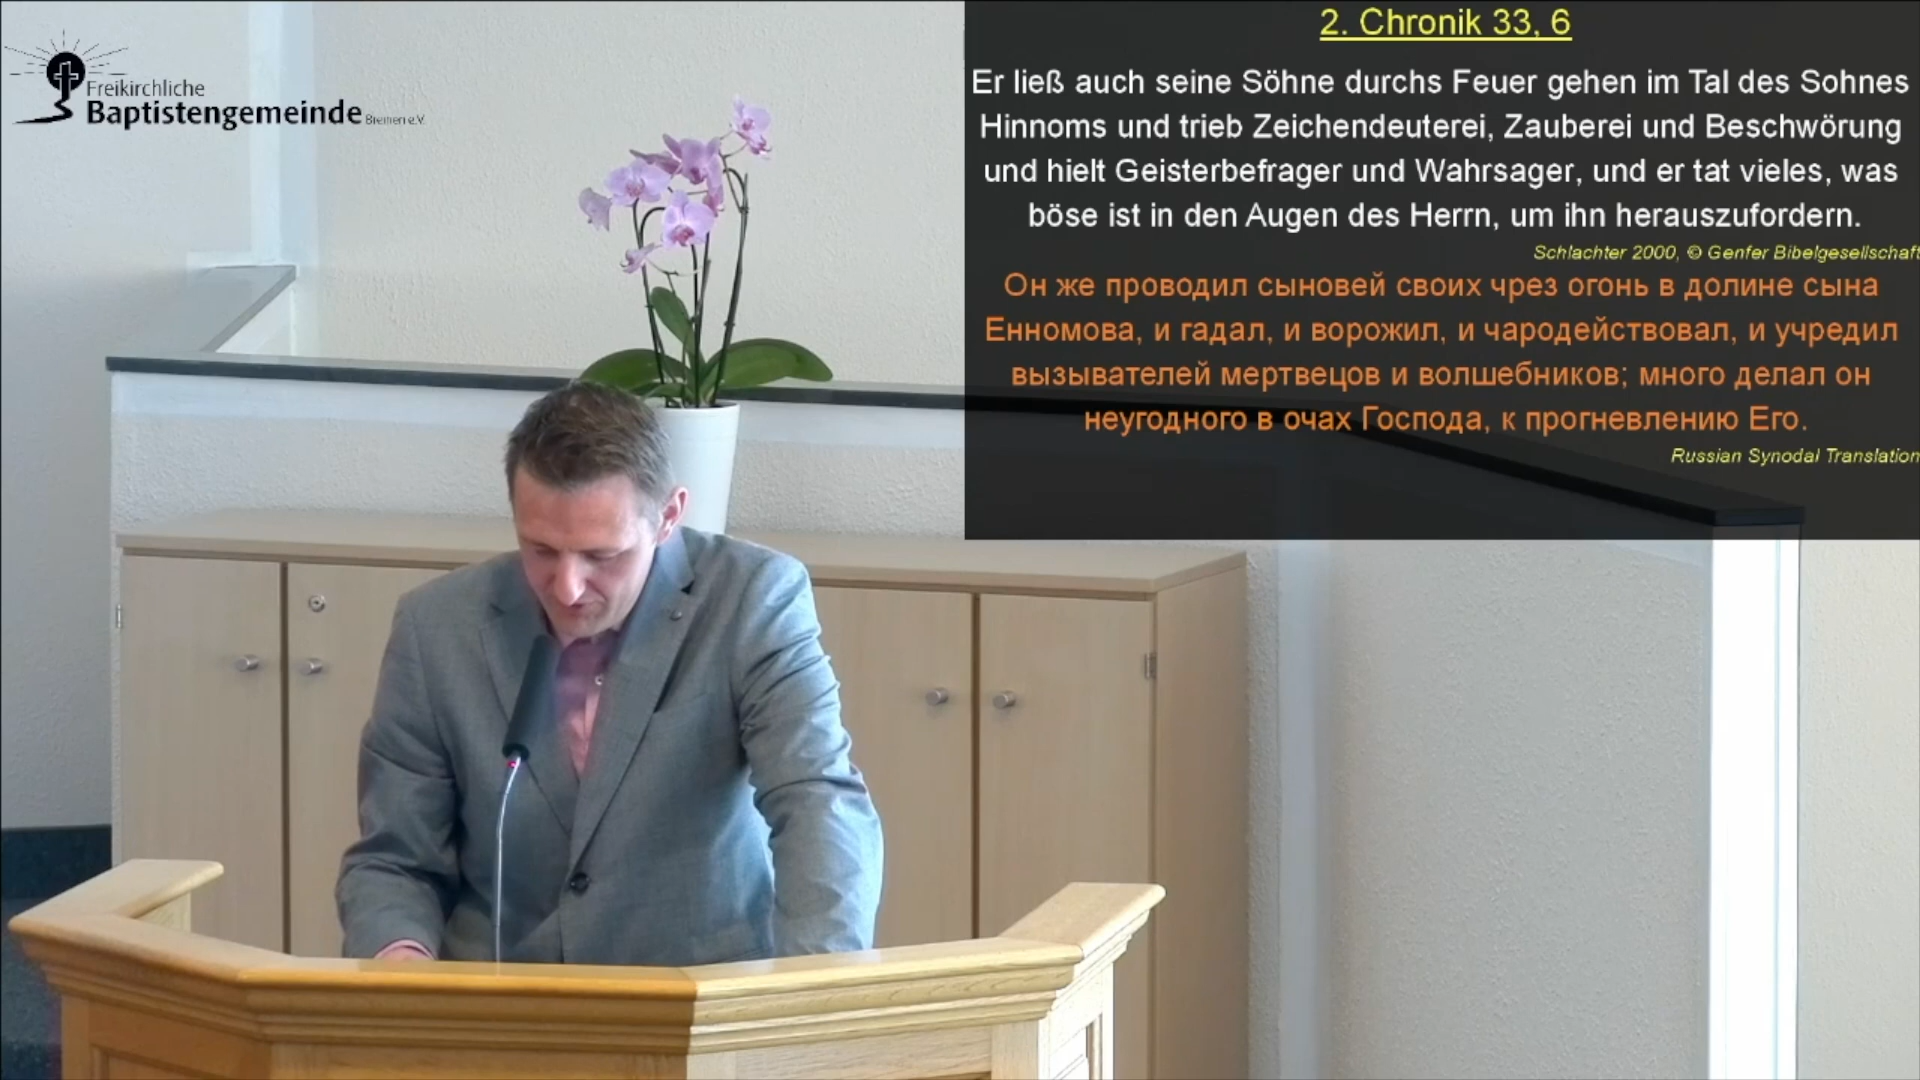 Freikirchliche
Baptistengemeinde Bremen e.V.
2. Chronik 33, 6
Er ließ auch seine Söhne durchs Feuer gehen im Tal des Sohnes
Hinnoms und trieb Zeichendeuterei, Zauberei und Beschwörung
und hielt Geisterbefrager und Wahrsager, und er tat vieles, was
böse ist in den Augen des Herrn, um ihn herauszufordern.
Schlachter 2000, © Genfer Bibelgesellschaft
Он же проводил сыновей своих чрез огонь в долине сына
Енномова, и гадал, и ворожил, и чародействовал, и учредил
вызывателей мертвецов и волшебников; много делал он
неугодного в очах Господа, к прогневлению Его.
Russian Synodal Translation